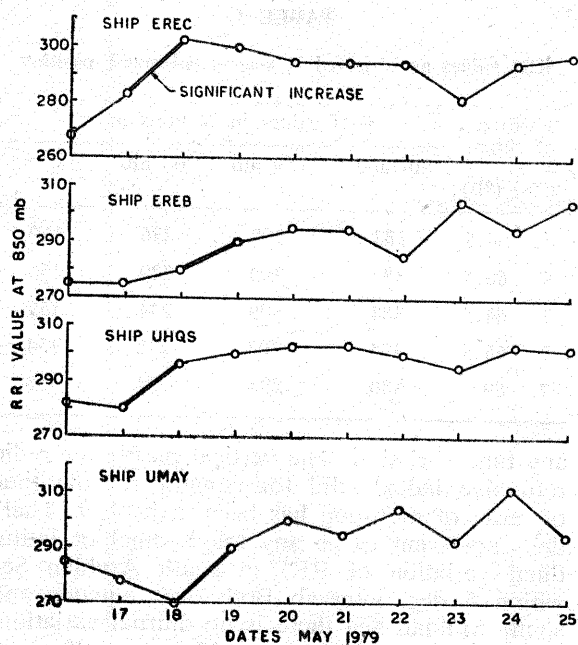 SHIP EREC
300
280
260
SIGNIFICANT INCREASE
SHIP EREB
310
290
270
SHIP UHQS
310
290
270
SHIP UMAY
310
290
270
RRI VALUE AT 850 mb
17 18 19 20 21 22 23 24 25
DATES MAY 1979